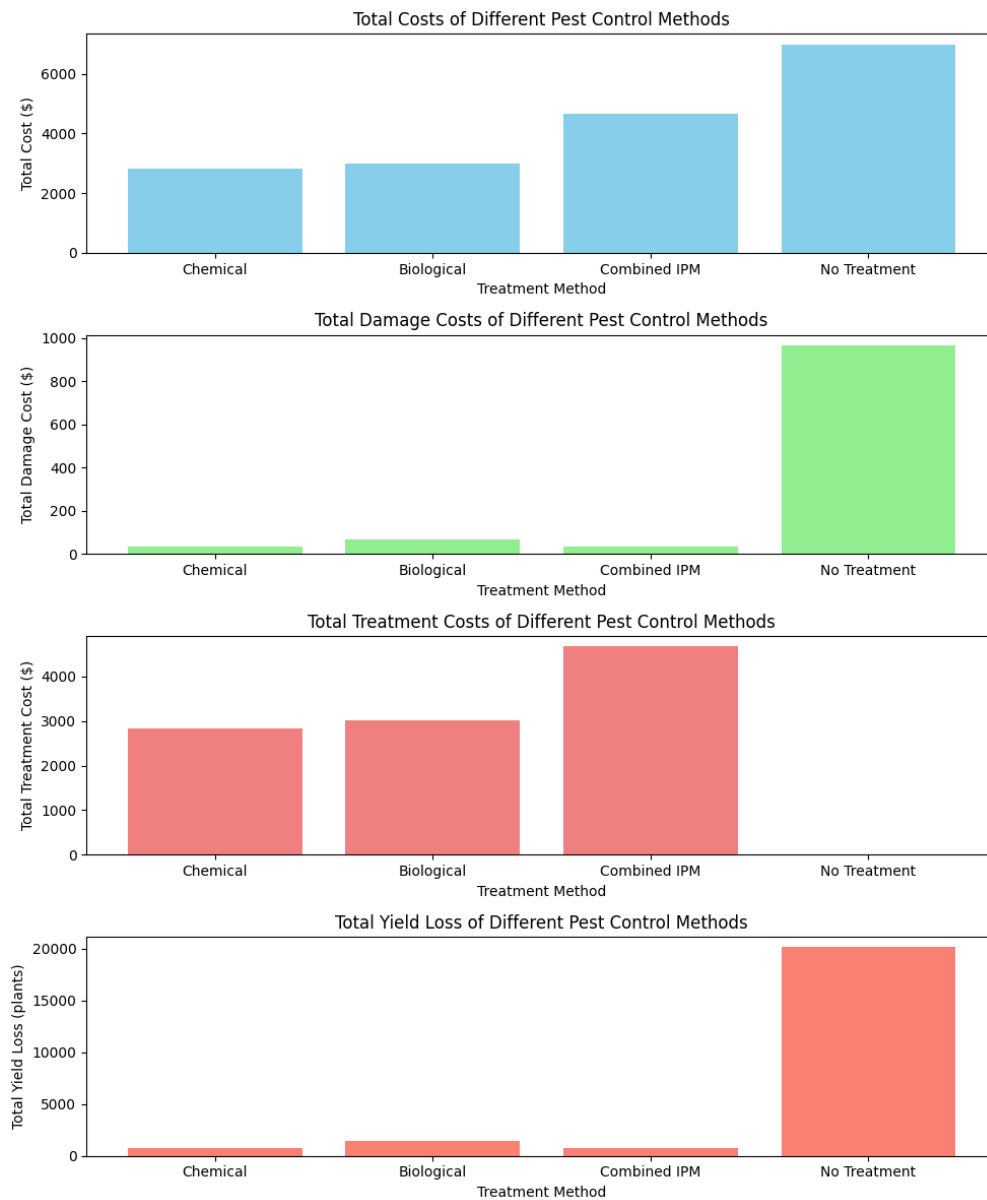 Total Costs of Different Pest Control Methods
Total Cost ($)
6000
4000
2000
0
Chemical Biological Combined IPM No Treatment
Treatment Method
Total Damage Costs of Different Pest Control Methods
Total Damage Cost ($)
1000
800
600
400
200
0
Chemical Biological Combined IPM No Treatment
Treatment Method
Total Treatment Costs of Different Pest Control Methods
Total Treatment Cost ($)
4000
3000
2000
1000
0
Chemical Biological Combined IPM No Treatment
Treatment Method
Total Yield Loss of Different Pest Control Methods
Total Yield Loss (plants)
20000
15000
10000
5000
0
Chemical Biological Combined IPM No Treatment
Treatment Method